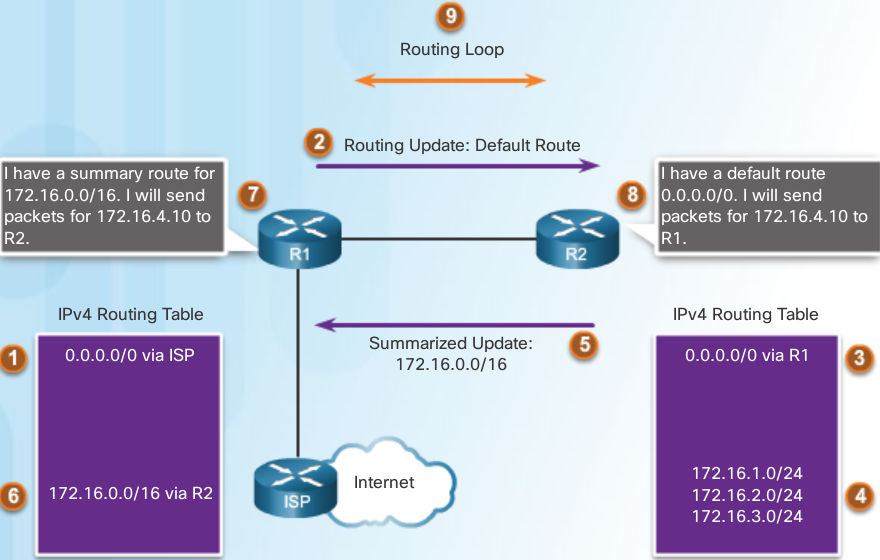 9
Routing Loop
2
Routing Update: Default Route
I have a summary route for
172.16.0.0/16. I will send
packets for 172.16.4.10 to
R2.
7
8
I have a default route
0.0.0.0/0. I will send
packets for 172.16.4.10 to
R1.
R1
R2
IPv4 Routing Table
IPv4 Routing Table
5
Summarized Update:
172.16.0.0/16
1
0.0.0.0/0 via ISP
0.0.0.0/0 via R1
3
6
172.16.0.0/16 via R2
ISP
Internet
172.16.1.0/24
172.16.2.0/24
172.16.3.0/24
4